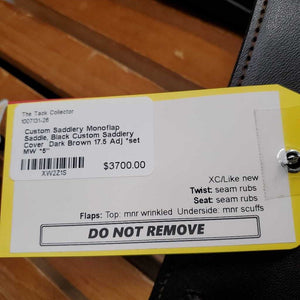 The Tack Collector
1007131-26
Custom Saddlery Monoflap
Saddle, Black Custom Saddlery
Cover Dark Brown 17.5 Adj *set
MW *5"
XW2Z1S
$3700.00
XC/Like new
Twist: seam rubs
Seat: seam rubs
Flaps: Top: mnr wrinkled Underside: mnr scuffs
DO NOT REMOVE